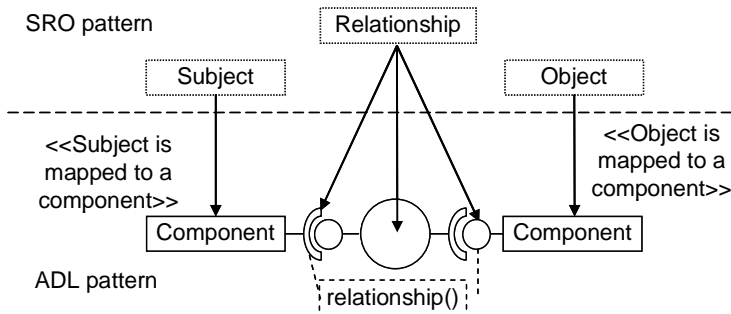 SRO pattern
Relationship
Subject
Object
<<Subject is
mapped to a
component>>
<<Object is
mapped to a
component>>
Component
Component
ADL pattern
relationship()